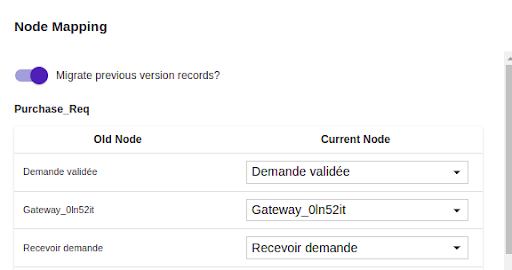 Node Mapping
Migrate previous version records?
Purchase_Req
Old Node Current Node
Demande validée Demande validée
Gateway_0ln52it Gateway_0ln52it
Recevoir demande Recevoir demande